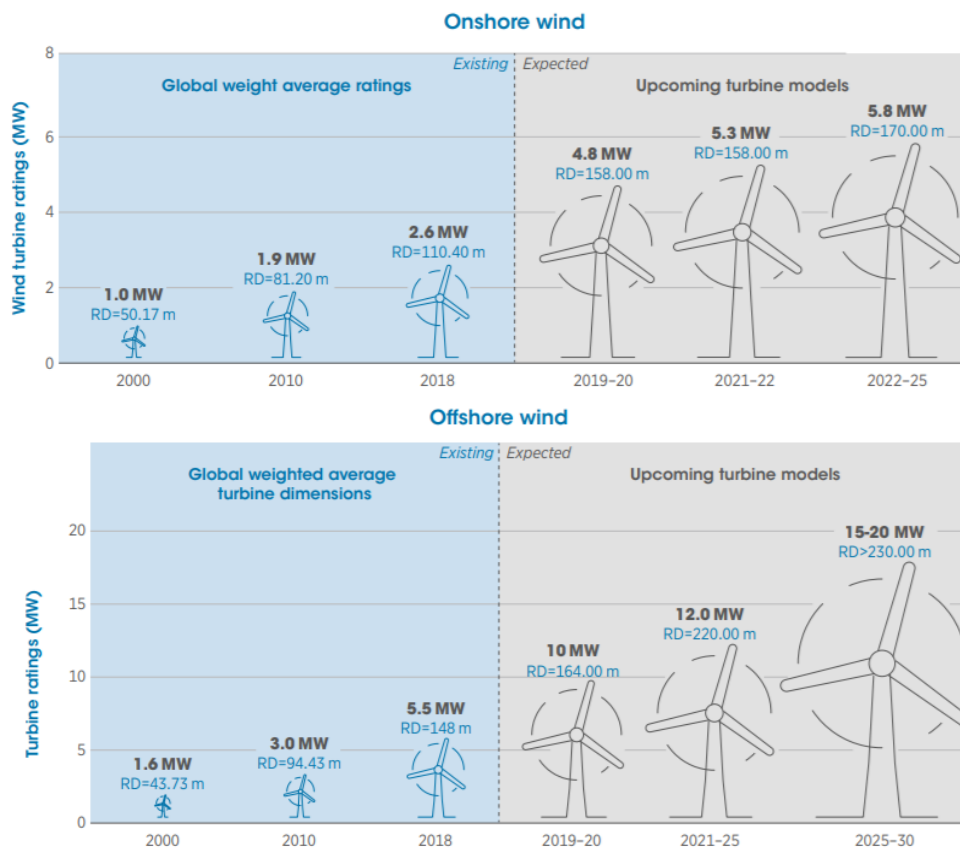 Onshore wind
Wind turbine ratings (MW)
8
6
4
2
0
Existing
Expected
Global weight average ratings
Upcoming turbine models
1.0 MW
RD=50.17 m
1.9 MW
RD=81.20 m
2.6 MW
RD=110.40 m
4.8 MW
RD=158.00 m
5.3 MW
RD=158.00 m
5.8 MW
RD=170.00 m
2000
2010
2018
2019–20
2021–22
2022–25
Offshore wind
Turbine ratings (MW)
20
15
10
5
0
Existing
Expected
Global weighted average
turbine dimensions
Upcoming turbine models
1.6 MW
RD=43.73 m
3.0 MW
RD=94.43 m
5.5 MW
RD=148 m
10 MW
RD=164.00 m
12.0 MW
RD=220.00 m
15-20 MW
RD>230.00 m
2000
2010
2018
2019–20
2021–25
2025–30